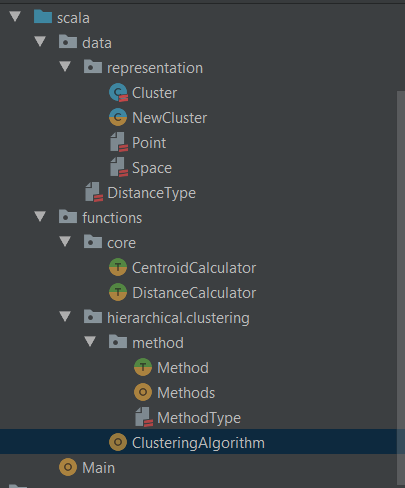 scala
data
representation
Cluster
NewCluster
Point
Space
DistanceType
functions
core
CentroidCalculator
DistanceCalculator
hierarchical.clustering
method
Method
Methods
MethodType
ClusteringAlgorithm
Main